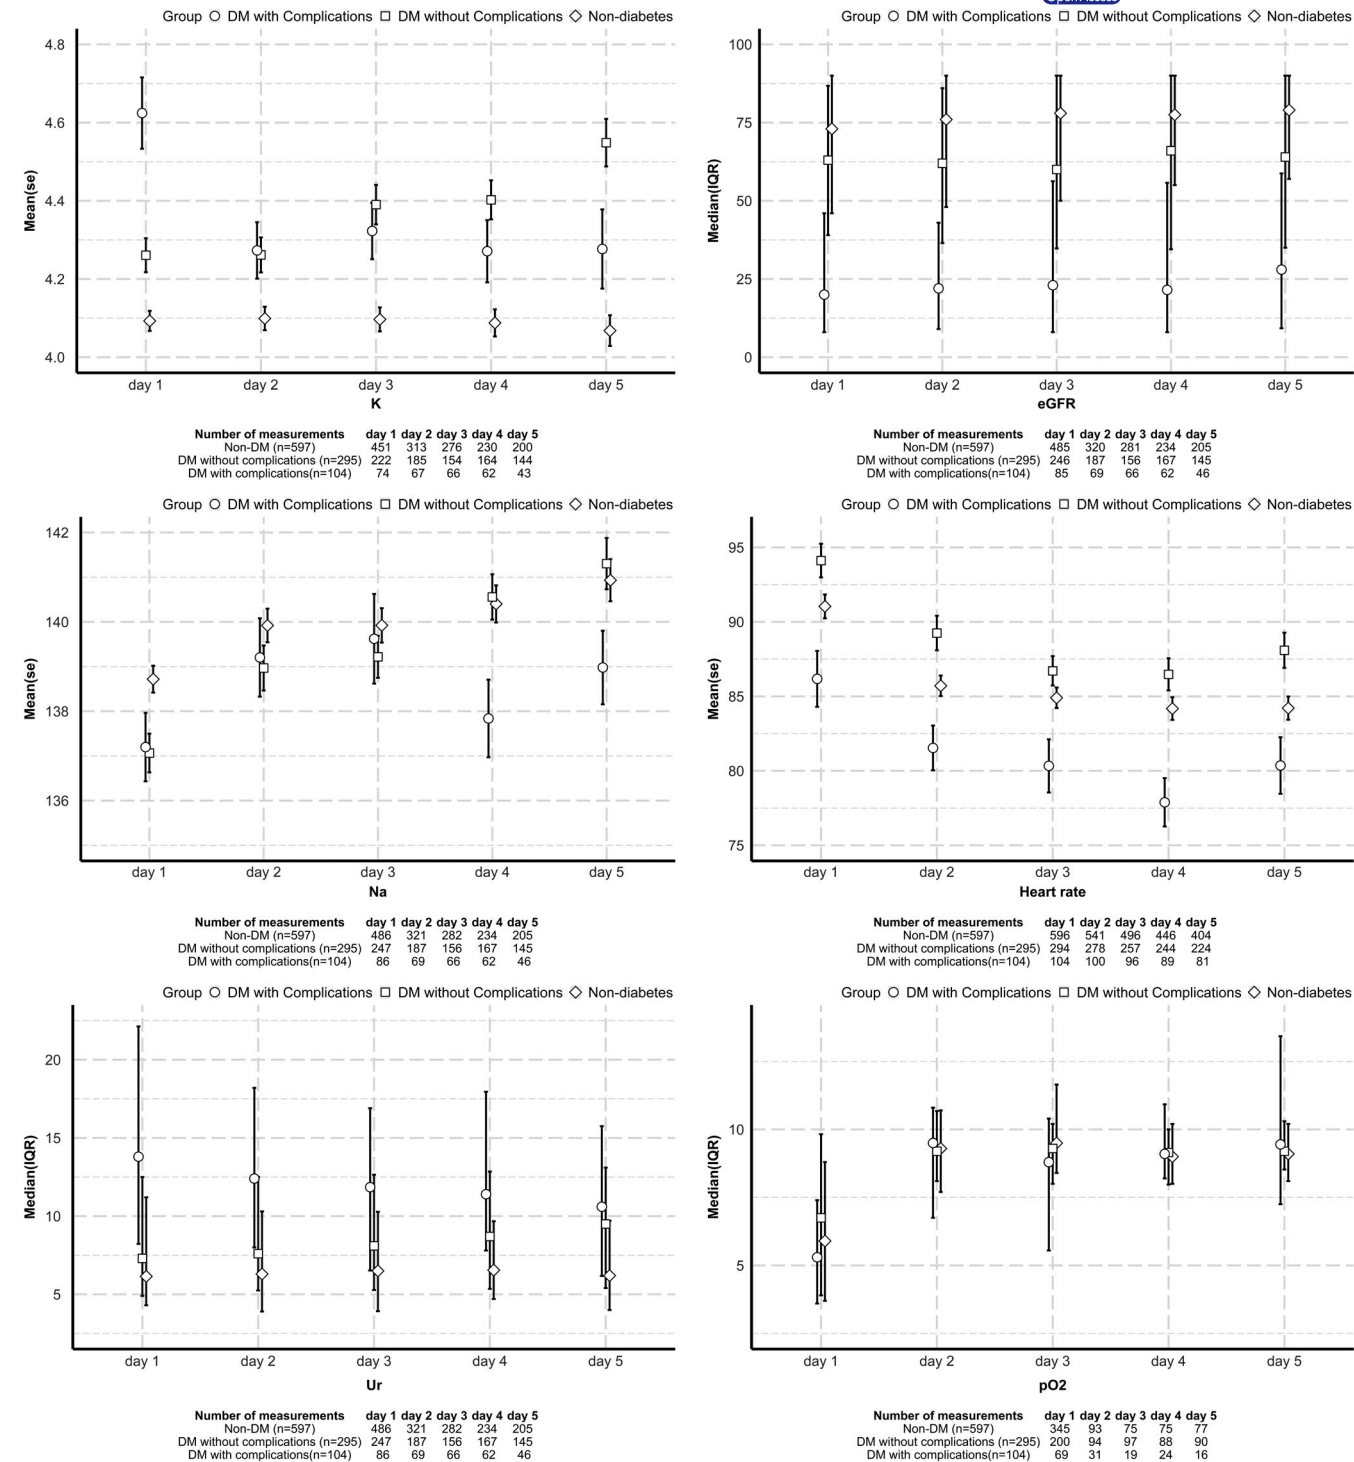 Open Access
Group DM with Complications DM without Complications Non-diabetes
4.8
4.6
4.4
4.2
4.0
Mean(se)
day 1 day 2 day 3 day 4 day 5
K
Number of measurements day 1 day 2 day 3 day 4 day 5
Non-DM (n=597) 451 313 276 230 200
DM without complications (n=295) 222 185 154 164 144
DM with complications(n=104) 74 67 66 62 43
Group DM with Complications DM without Complications Non-diabetes
100
75
50
25
0
Median(IQR)
day 1 day 2 day 3 day 4 day 5
eGFR
Number of measurements day 1 day 2 day 3 day 4 day 5
Non-DM (n=597) 485 320 281 234 205
DM without complications (n=295) 246 187 156 167 145
DM with complications(n=104) 85 69 66 62 46
Group DM with Complications DM without Complications Non-diabetes
142
140
138
136
Mean(se)
day 1 day 2 day 3 day 4 day 5
Na
Number of measurements day 1 day 2 day 3 day 4 day 5
Non-DM (n=597) 486 321 282 234 205
DM without complications (n=295) 247 187 156 167 145
DM with complications(n=104) 86 69 66 62 46
Group DM with Complications DM without Complications Non-diabetes
95
90
85
80
75
Mean(se)
day 1 day 2 day 3 day 4 day 5
Heart rate
Number of measurements day 1 day 2 day 3 day 4 day 5
Non-DM (n=597) 596 541 496 446 404
DM without complications (n=295) 294 278 257 244 224
DM with complications(n=104) 104 100 96 89 81
Group DM with Complications DM without Complications Non-diabetes
20
15
10
5
Median(IQR)
day 1 day 2 day 3 day 4 day 5
Ur
Number of measurements day 1 day 2 day 3 day 4 day 5
Non-DM (n=597) 486 321 282 234 205
DM without complications (n=295) 247 187 156 167 145
DM with complications(n=104) 86 69 66 62 46
Group DM with Complications DM without Complications Non-diabetes
10
5
Median(IQR)
day 1 day 2 day 3 day 4 day 5
pO2
Number of measurements day 1 day 2 day 3 day 4 day 5
Non-DM (n=597) 345 93 75 75 77
DM without complications (n=295) 200 94 97 88 90
DM with complications(n=104) 69 31 19 24 16